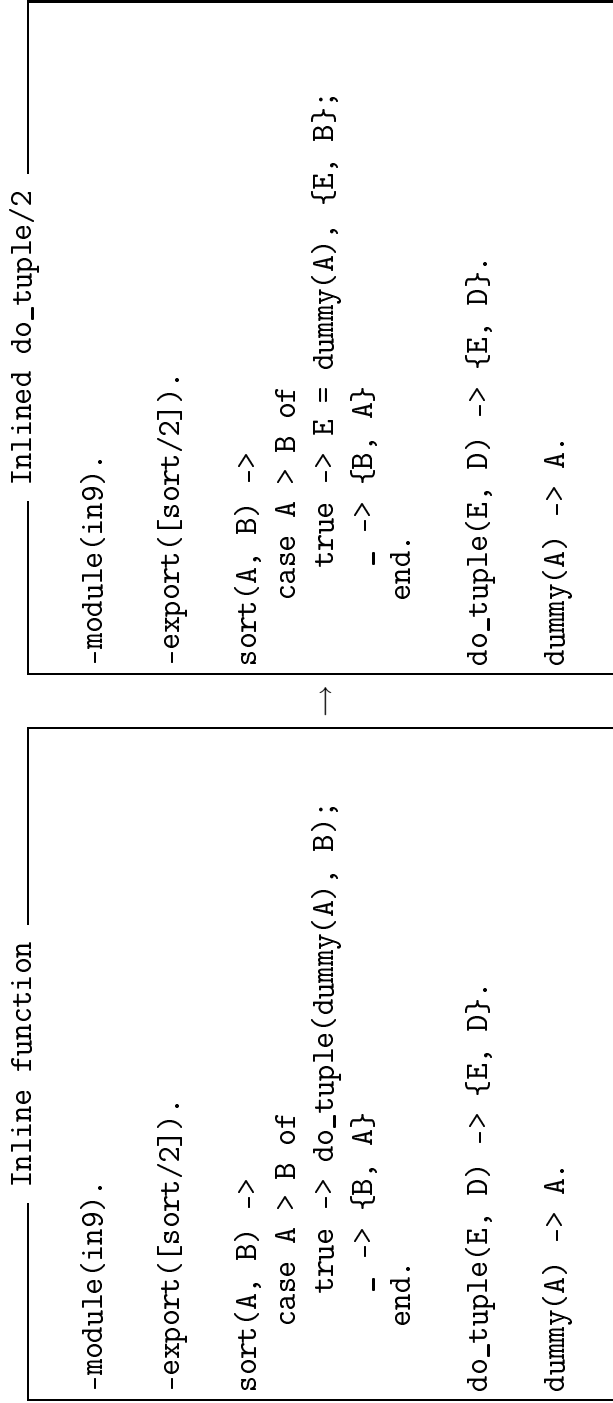 Inline function
-module(in9).
-export([sort/2]).
sort(A, B) ->
case A > B of
true -> do_tuple(dummy(A), B);
_ -> {B, A}
end.
do_tuple(E, D) -> {E, D}.
dummy(A) -> A.
→
Inlined do_tuple/2
-module(in9).
-export([sort/2]).
sort(A, B) ->
case A > B of
true -> E = dummy(A), {E, B};
_ -> {B, A}
end.
do_tuple(E, D) -> {E, D}.
dummy(A) -> A.